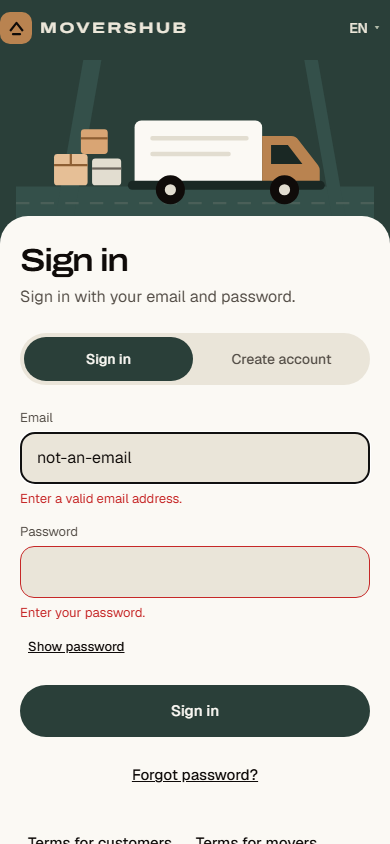 MOVERSHUB
EN
Sign in
Sign in with your email and password.
Sign in
Create account
Email
not-an-email
Enter a valid email address.
Password
Enter your password.
Show password
Sign in
Forgot password?
Terms for customers Terms for movers